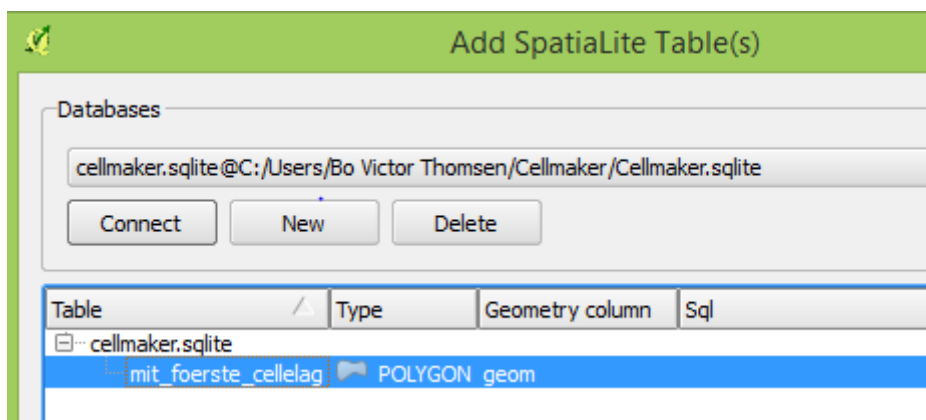 Add SpatiaLite Table(s)
Databases
cellmaker.sqlite@C:/Users/Bo Victor Thomsen/Cellmaker/Cellmaker.sqlite
Connect New Delete
Table Type Geometry column Sql
cellmaker.sqlite
mit_foerste_cellelag POLYGON geom